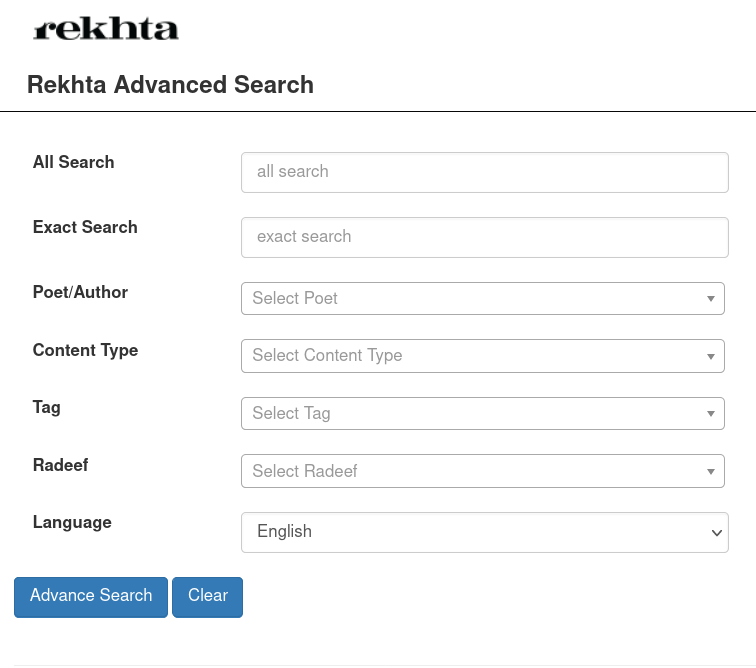 rekhta
Rekhta Advanced Search
All Search
all search
Exact Search
exact search
Poet/Author
Select Poet
Content Type
Select Content Type
Tag
Select Tag
Radeef
Select Radeef
Language
English
Advance Search
Clear